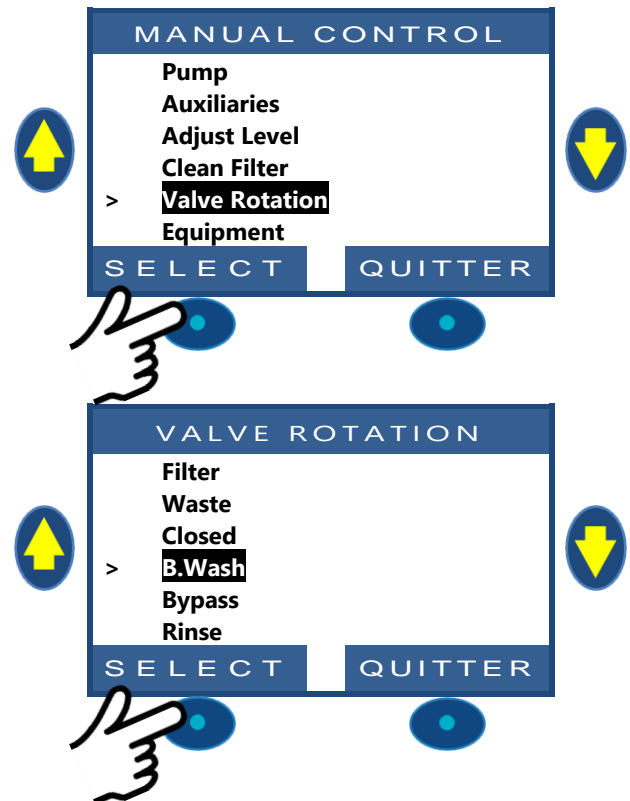 MANUAL CONTROL
Pump
Auxiliaries
Adjust Level
Clean Filter
> Valve Rotation
Equipment
SELECT QUITTER
VALVE ROTATION
Filter
Waste
Closed
> B.Wash
Bypass
Rinse
SELECT QUITTER